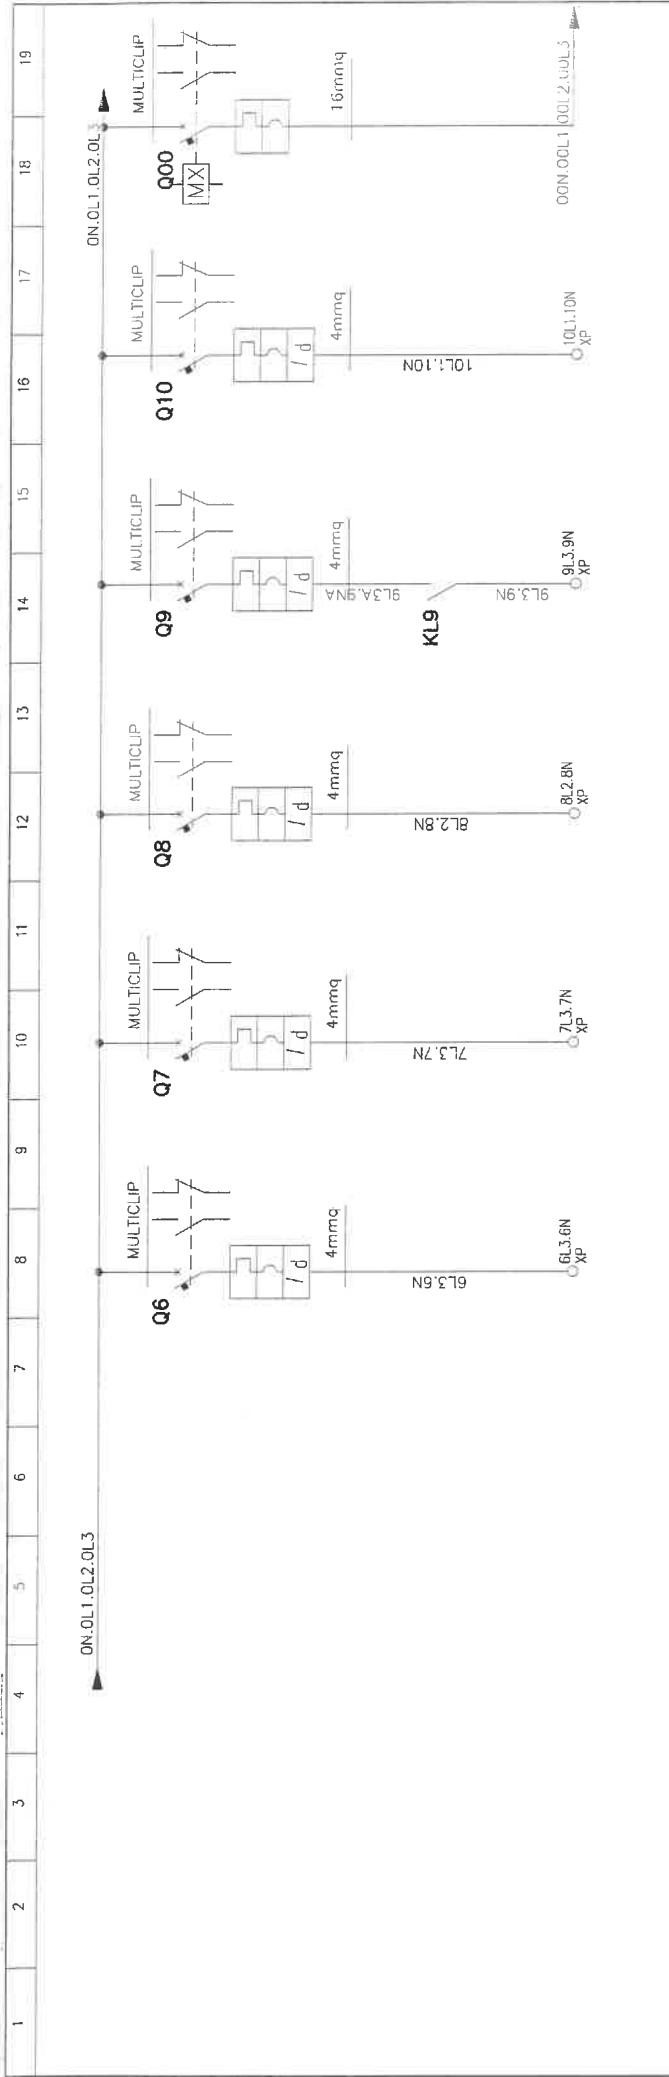 1 2 3 4 5 6 7 8 9 10 11 12 13 14 15 16 17 18 19
0N.0L1.0L2.0L3
0N.0L1.0L2.0L3
MULTICLIP
Q6
I d
4mmq
6L3.6N
6L3.6N
XP
MULTICLIP
Q7
I d
4mmq
7L3.7N
7L3.7N
XP
MULTICLIP
Q8
I d
4mmq
8L2.8N
8L2.8N
XP
MULTICLIP
Q9
I d
4mmq
9L3A.9NA
KL9
9L3.9N
9L3.9N
XP
MULTICLIP
Q10
I d
4mmq
10L1.10N
10L1.10N
XP
MULTICLIP
Q00
MX
16mmq
00N.00L1.00L2.00L3